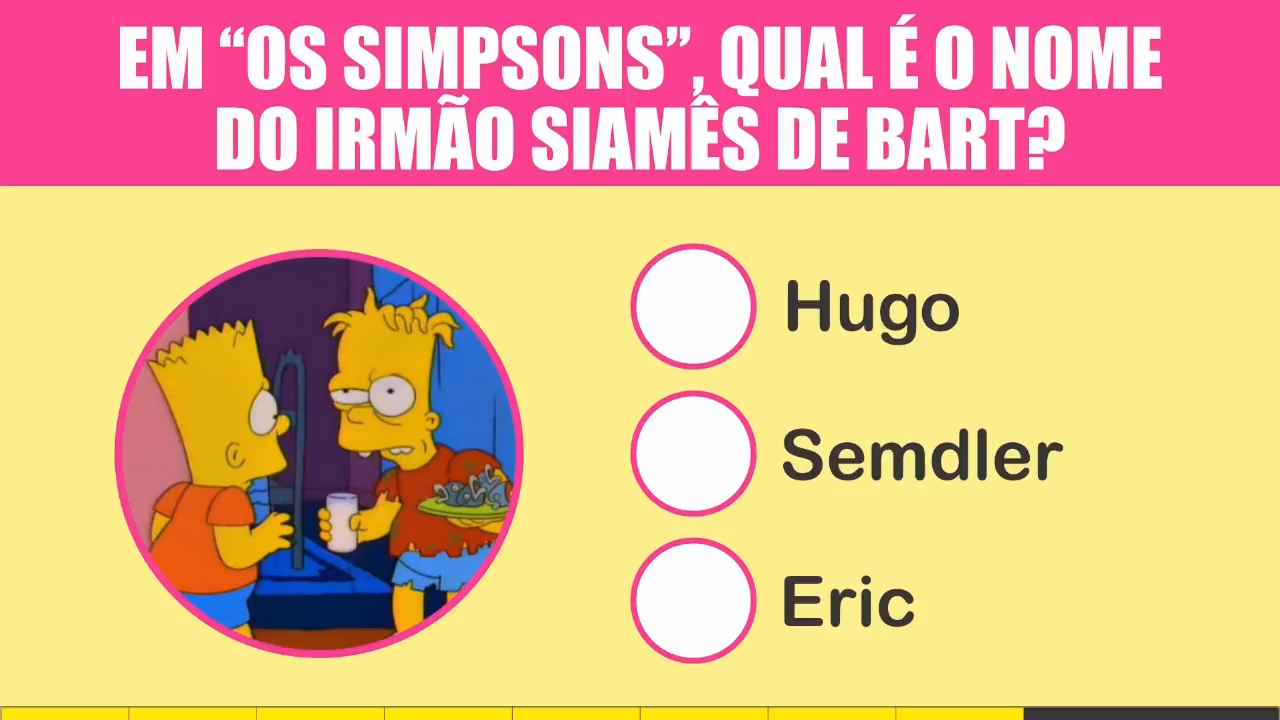 EM “OS SIMPSONS”, QUAL É O NOME
DO IRMÃO SIAMÊS DE BART?
Hugo
Semdler
Eric